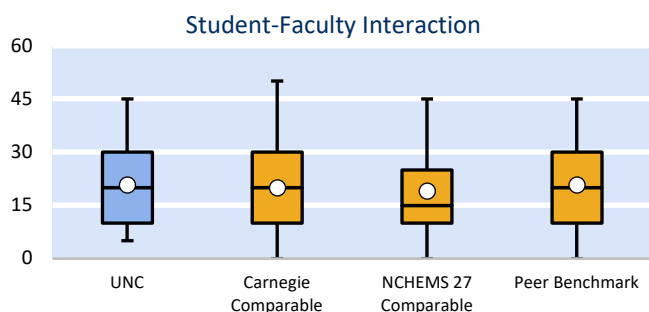 Student-Faculty Interaction
60
45
30
15
0
UNC
Carnegie
Comparable
NCHEMS 27
Comparable
Peer Benchmark